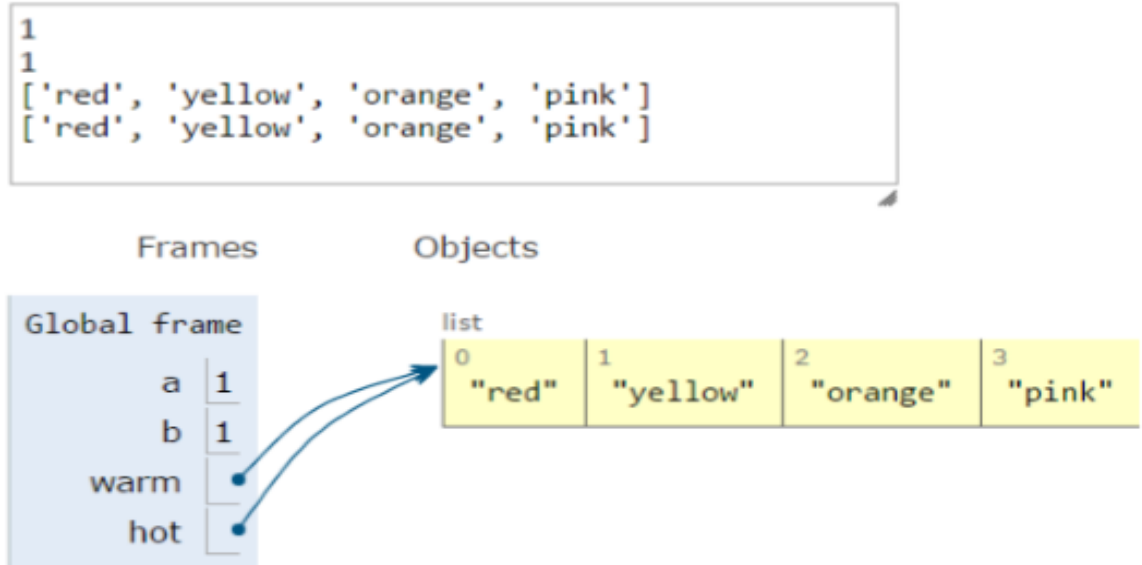 1
1
['red', 'yellow', 'orange', 'pink']
['red', 'yellow', 'orange', 'pink']
Frames Objects
Global frame
a 1
b 1
warm
hot
list
0 1 2 3
"red" "yellow" "orange" "pink"